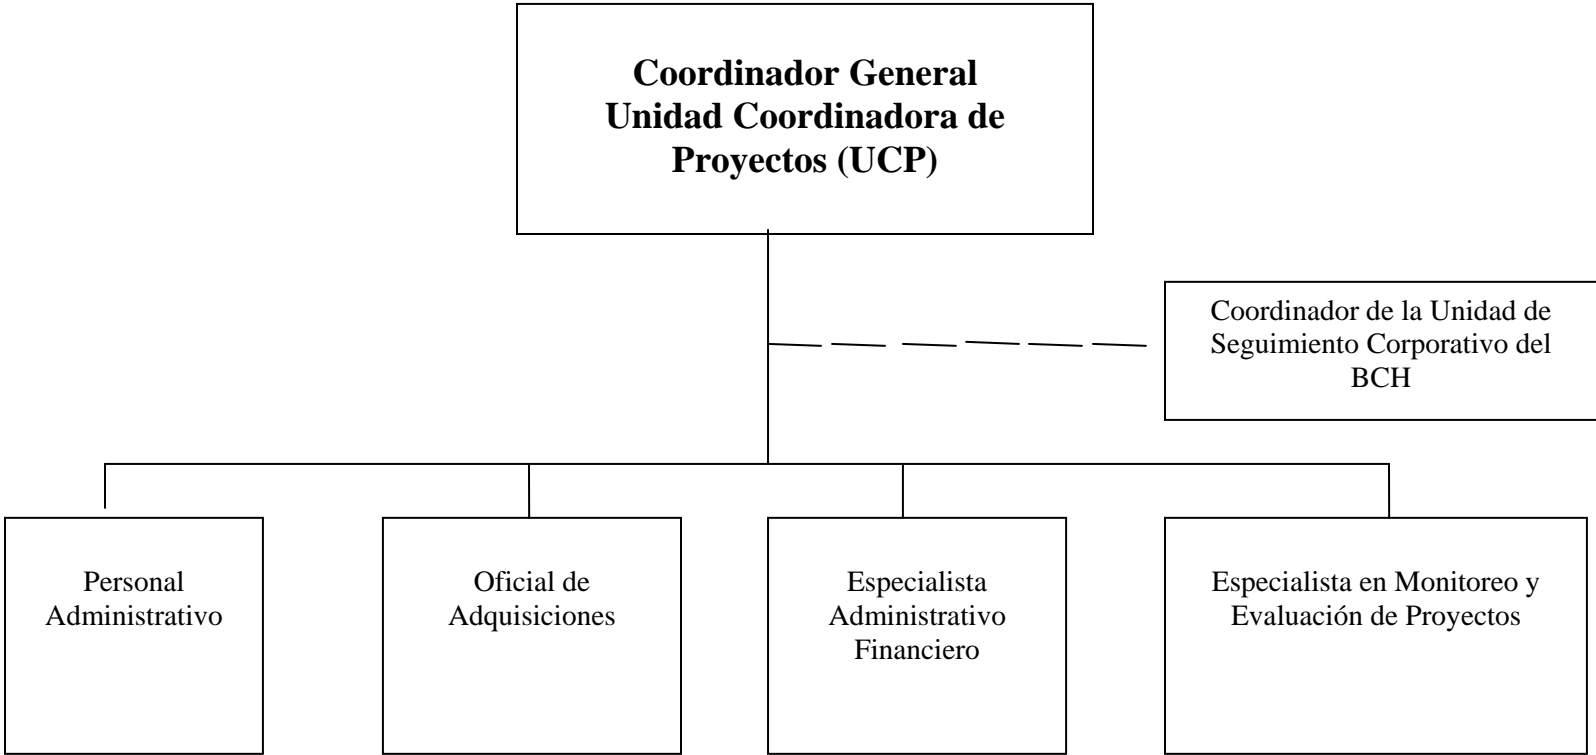 Coordinador General
Unidad Coordinadora de
Proyectos (UCP)
Coordinador de la Unidad de
Seguimiento Corporativo del
BCH
Personal
Administrativo
Oficial de
Adquisiciones
Especialista
Administrativo
Financiero
Especialista en Monitoreo y
Evaluación de Proyectos